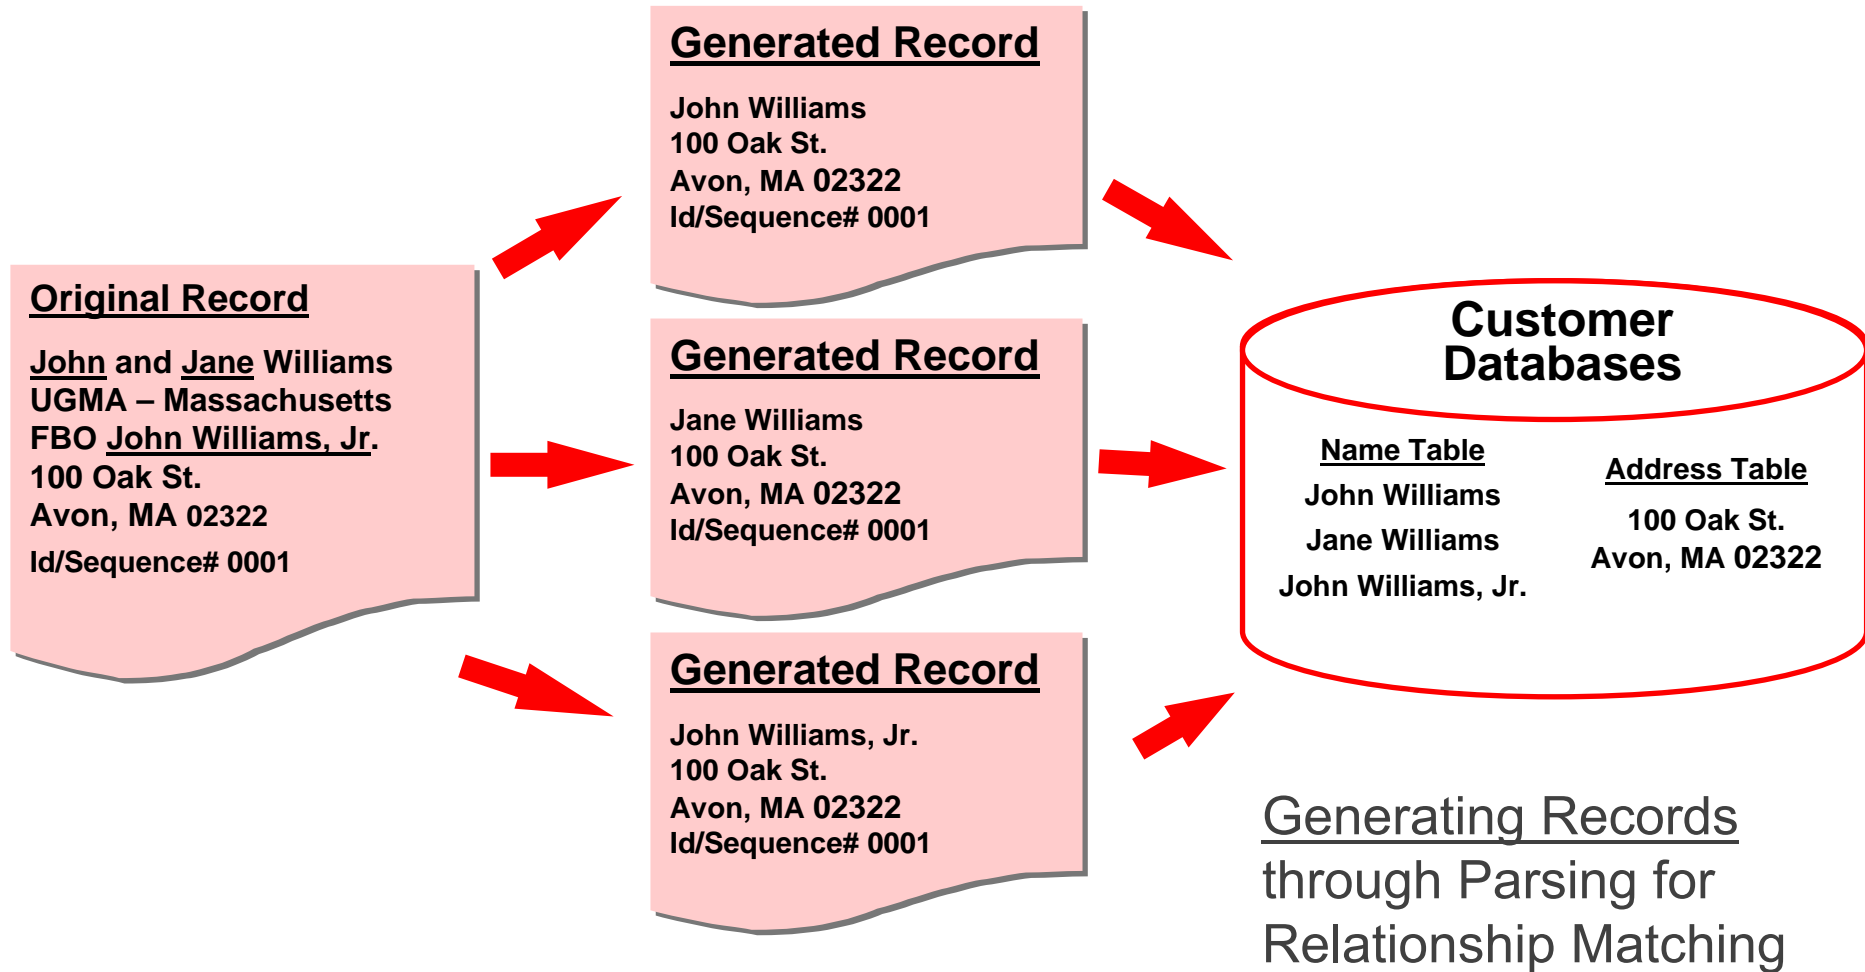 Original Record
John and Jane Williams
UGMA – Massachusetts
FBO John Williams, Jr.
100 Oak St.
Avon, MA 02322
Id/Sequence# 0001
Generated Record
John Williams
100 Oak St.
Avon, MA 02322
Id/Sequence# 0001
Generated Record
Jane Williams
100 Oak St.
Avon, MA 02322
Id/Sequence# 0001
Generated Record
John Williams, Jr.
100 Oak St.
Avon, MA 02322
Id/Sequence# 0001
Customer
Databases
Name Table
John Williams
Jane Williams
John Williams, Jr.
Address Table
100 Oak St.
Avon, MA 02322
Generating Records
through Parsing for
Relationship Matching